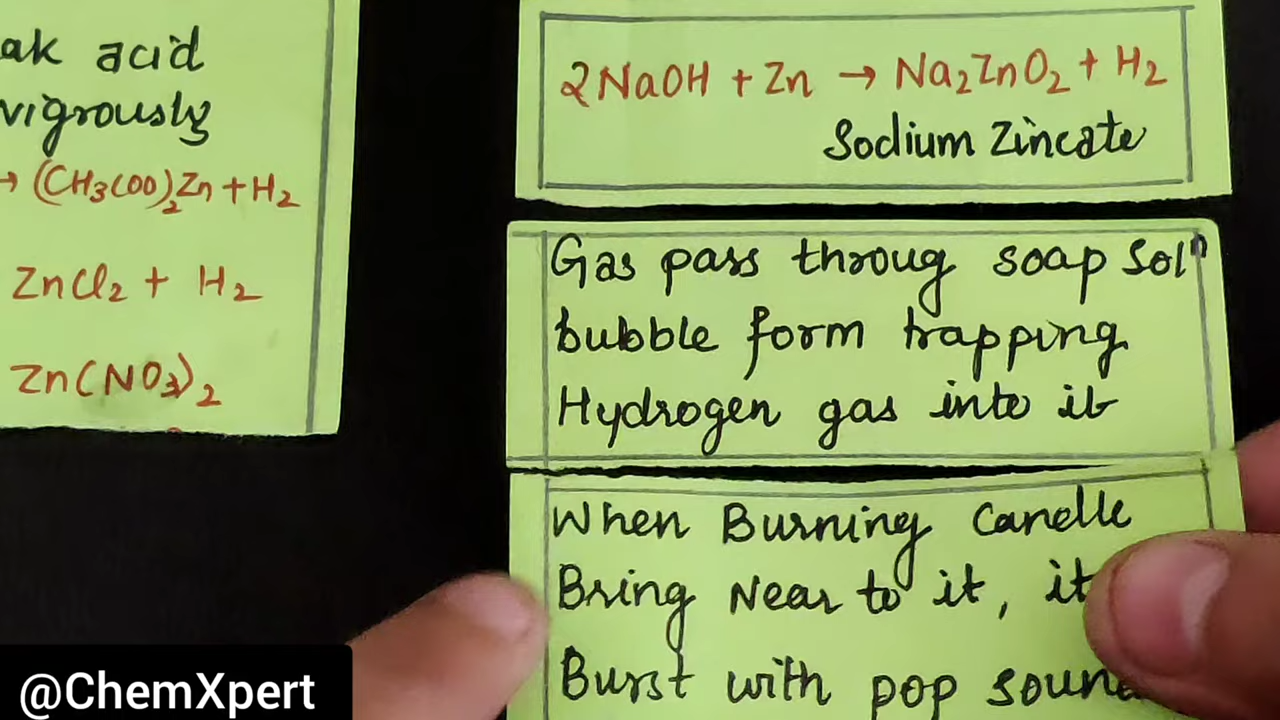 ak acid
vigrously
→ (CH3COO)2Zn + H2
ZnCl2 + H2
Zn(NO3)2
2NaOH + Zn → Na2ZnO2 + H2
Sodium Zincate
Gas pass throug soap Soln
bubble form trapping
Hydrogen gas into it
When Burning Candle
Bring Near to it, it
Burst with pop soun
@ChemXpert